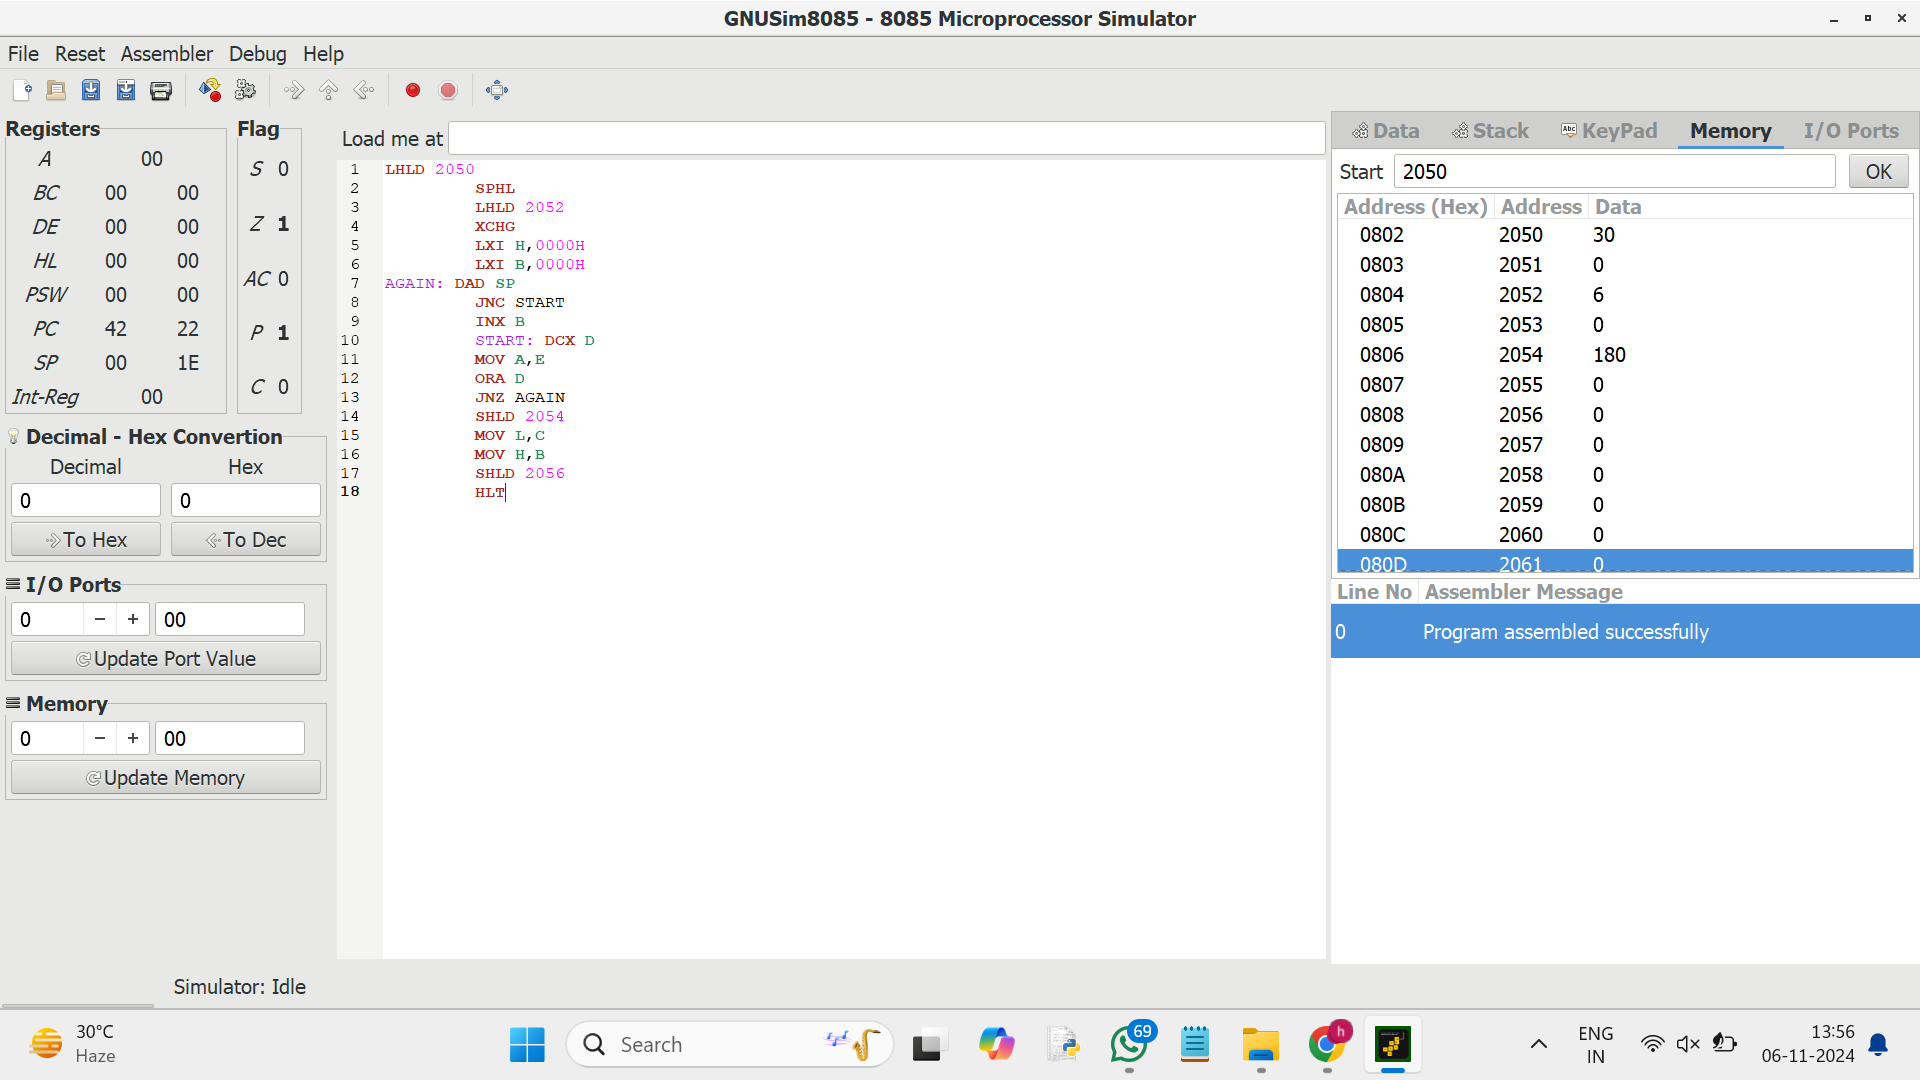 GNUSim8085 - 8085 Microprocessor Simulator
File Reset Assembler Debug Help
Registers
A 00
BC 00 00
DE 00 00
HL 00 00
PSW 00 00
PC 42 22
SP 00 1E
Int-Reg 00
Flag
S 0
Z 1
AC 0
P 1
C 0
Decimal - Hex Convertion
Decimal Hex
0 0
To Hex To Dec
I/O Ports
0 − + 00
Update Port Value
Memory
0 − + 00
Update Memory
Simulator: Idle
Load me at
1 LHLD 2050
2 SPHL
3 LHLD 2052
4 XCHG
5 LXI H,0000H
6 LXI B,0000H
7 AGAIN: DAD SP
8 JNC START
9 INX B
10 START: DCX D
11 MOV A,E
12 ORA D
13 JNZ AGAIN
14 SHLD 2054
15 MOV L,C
16 MOV H,B
17 SHLD 2056
18 HLT
Data Stack Abc KeyPad Memory I/O Ports
Start 2050 OK
Address (Hex) Address Data
0802 2050 30
0803 2051 0
0804 2052 6
0805 2053 0
0806 2054 180
0807 2055 0
0808 2056 0
0809 2057 0
080A 2058 0
080B 2059 0
080C 2060 0
080D 2061 0
Line No Assembler Message
0 Program assembled successfully
30°C
Haze
Search
69
h
ENG
IN
13:56
06-11-2024